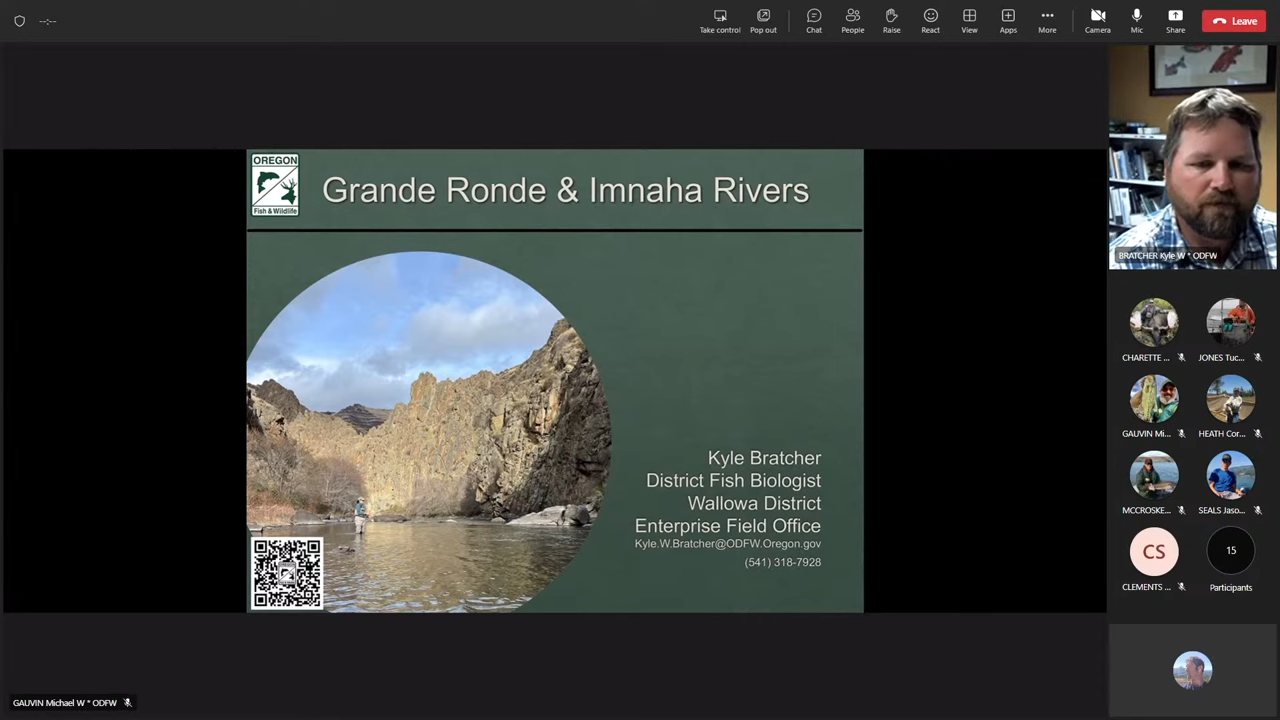 --:--
Take control
Pop out
Chat
People
Raise
React
View
Apps
More
Camera
Mic
Share
Leave
OREGON
Fish & Wildlife
Grande Ronde & Imnaha Rivers
Kyle Bratcher
District Fish Biologist
Wallowa District
Enterprise Field Office
Kyle.W.Bratcher@ODFW.Oregon.gov
(541) 318-7928
BRATCHER Kyle W * ODFW
CHARETTE ...
JONES Tuc...
GAUVIN Mi...
HEATH Cor...
MCCROSKE...
SEALS Jaso...
CS
CLEMENTS ...
15
Participants
GAUVIN Michael W * ODFW